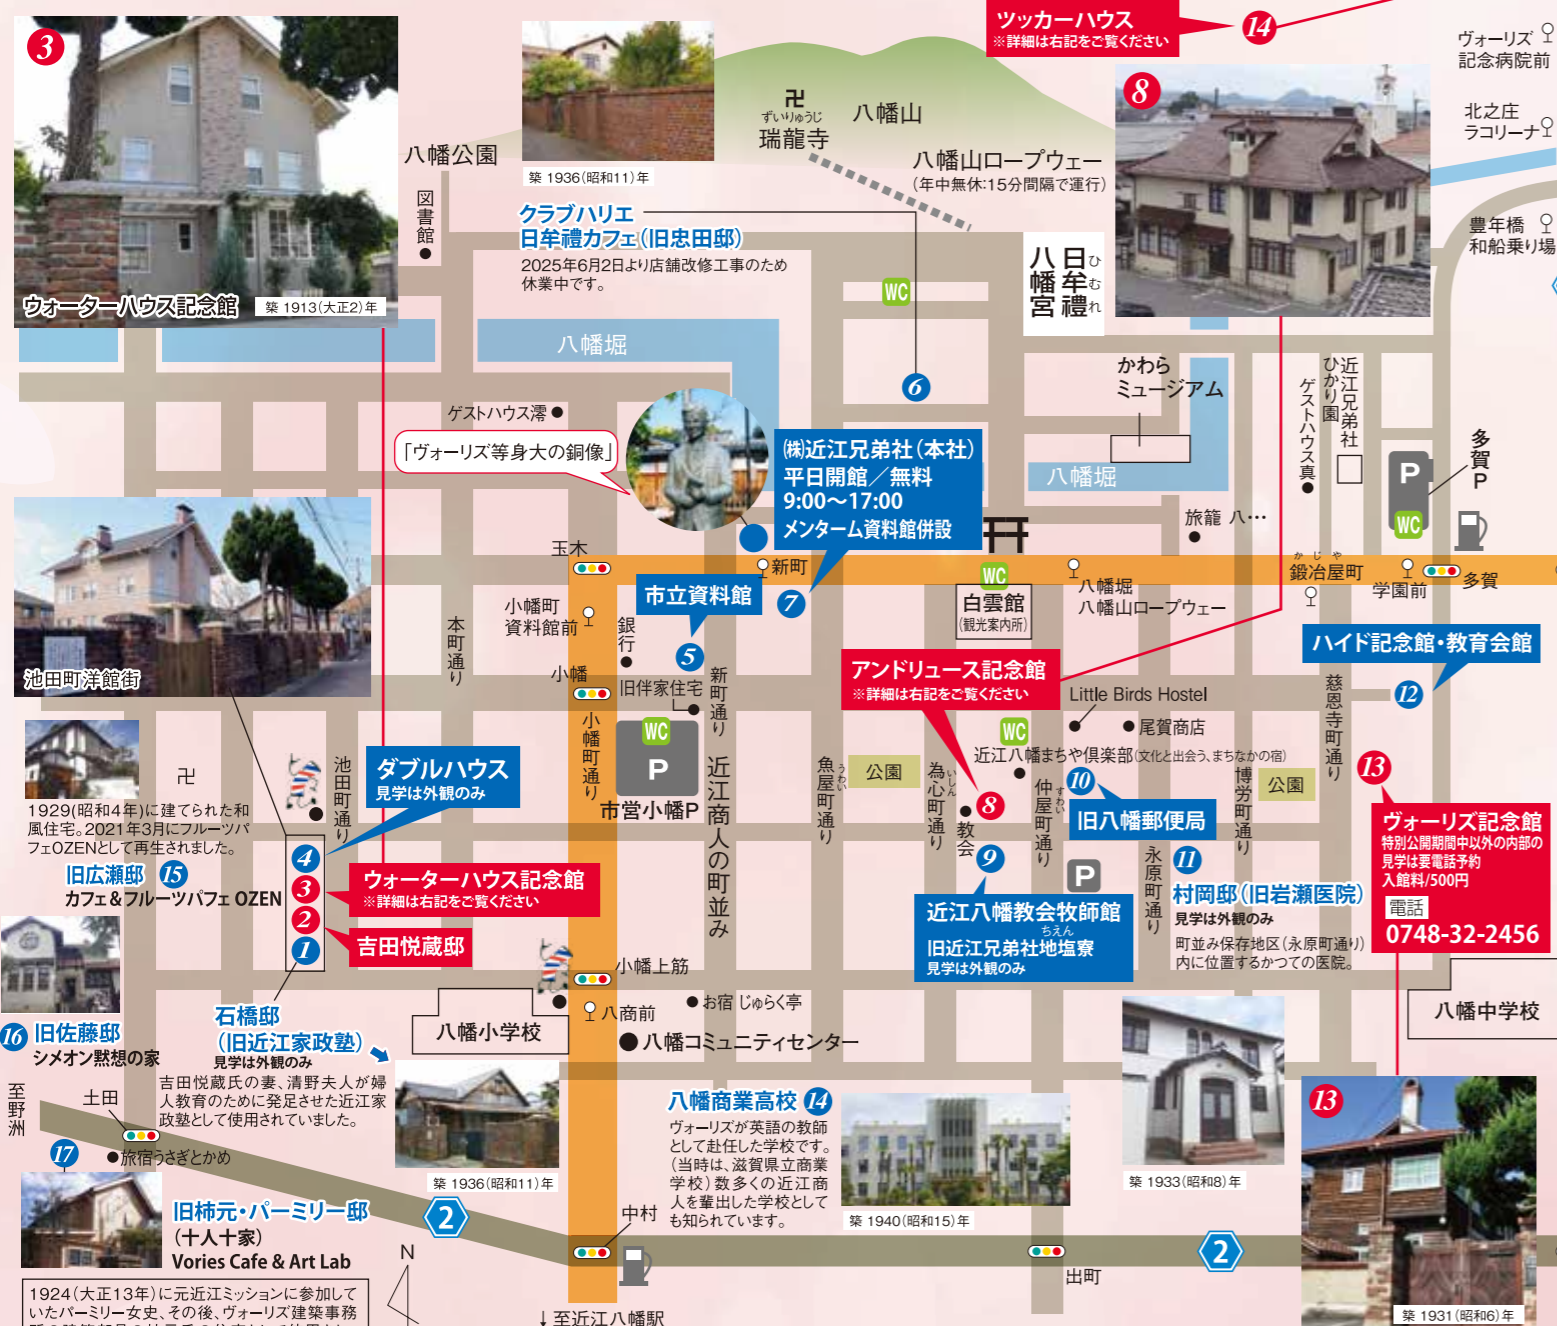 3
ウォーターハウス記念館
築 1913(大正2)年
八幡公園
図書館
築 1936(昭和11)年
クラブハリエ
日牟禮カフェ(旧忠田邸)
2025年6月2日より店舗改修工事のため
休業中です。
卍
ずいりゅうじ
瑞龍寺
八幡山
八幡山ロープウェー
(年中無休:15分間隔で運行)
ツッカーハウス
※詳細は右記をご覧ください
14
8
ヴォーリズ
記念病院前
北之庄
ラコリーナ
豊年橋
和船乗り場
WC
日牟禮
ひむれ
八幡宮
八幡堀
6
かわら
ミュージアム
近江兄弟社
ひかり園
ゲストハウス真
多賀P
P
WC
ゲストハウス澪
「ヴォーリズ等身大の銅像」
㈱近江兄弟社(本社)
平日開館/無料
9:00〜17:00
メンターム資料館併設
八幡堀
旅籠 八…
池田町洋館街
玉木
新町
7
市立資料館
小幡町
資料館前
銀行
5
本町通り
小幡
旧伴家住宅
新町通り
WC
白雲館
(観光案内所)
八幡堀
八幡山ロープウェー
かじや
鍛冶屋町
学園前
多賀
ハイド記念館・教育会館
12
アンドリュース記念館
※詳細は右記をご覧ください
Little Birds Hostel
尾賀商店
慈恩寺町通り
小幡町通り
WC
P
市営小幡P
近江商人の町並み
魚屋町通り
うわい
公園
為心町通り
いしん
WC
近江八幡まちや倶楽部(文化と出会う、まちなかの宿)
8
教会
仲屋町通り
すわい
10
旧八幡郵便局
博労町通り
公園
13
ヴォーリズ記念館
特別公開期間中以外の内部の
見学は要電話予約
入館料/500円
電話
0748-32-2456
卍
池田町通り
ダブルハウス
見学は外観のみ
1929(昭和4年)に建てられた和
風住宅。2021年3月にフルーツパ
フェOZENとして再生されました。
旧広瀬邸 15
カフェ&フルーツパフェ OZEN
4
3
2
1
ウォーターハウス記念館
※詳細は右記をご覧ください
吉田悦蔵邸
9
P
永原町通り
11
近江八幡教会牧師館
ちえん
旧近江兄弟社地塩寮
見学は外観のみ
村岡邸(旧岩瀬医院)
見学は外観のみ
町並み保存地区(永原町通り)
内に位置するかつての医院。
16 旧佐藤邸
シメオン黙想の家
石橋邸
(旧近江家政塾)
見学は外観のみ
吉田悦蔵氏の妻、清野夫人が婦
人教育のために発足させた近江家
政塾として使用されていました。
小幡上筋
八幡小学校
八商前
お宿 じゅらく亭
八幡コミュニティセンター
八幡中学校
至野洲
土田
17
旅宿うさぎとかめ
築 1936(昭和11)年
八幡商業高校 14
ヴォーリズが英語の教師
として赴任した学校です。
(当時は、滋賀県立商業
学校)数多くの近江商
人を輩出した学校として
も知られています。
築 1940(昭和15)年
築 1933(昭和8)年
13
築 1931(昭和6)年
旧柿元・パーミリー邸
(十人十家)
Vories Cafe & Art Lab
2
中村
2
出町
N
↓至近江八幡駅
1924(大正13年)に元近江ミッションに参加して
いたパーミリー女史、その後、ヴォーリズ建築事務